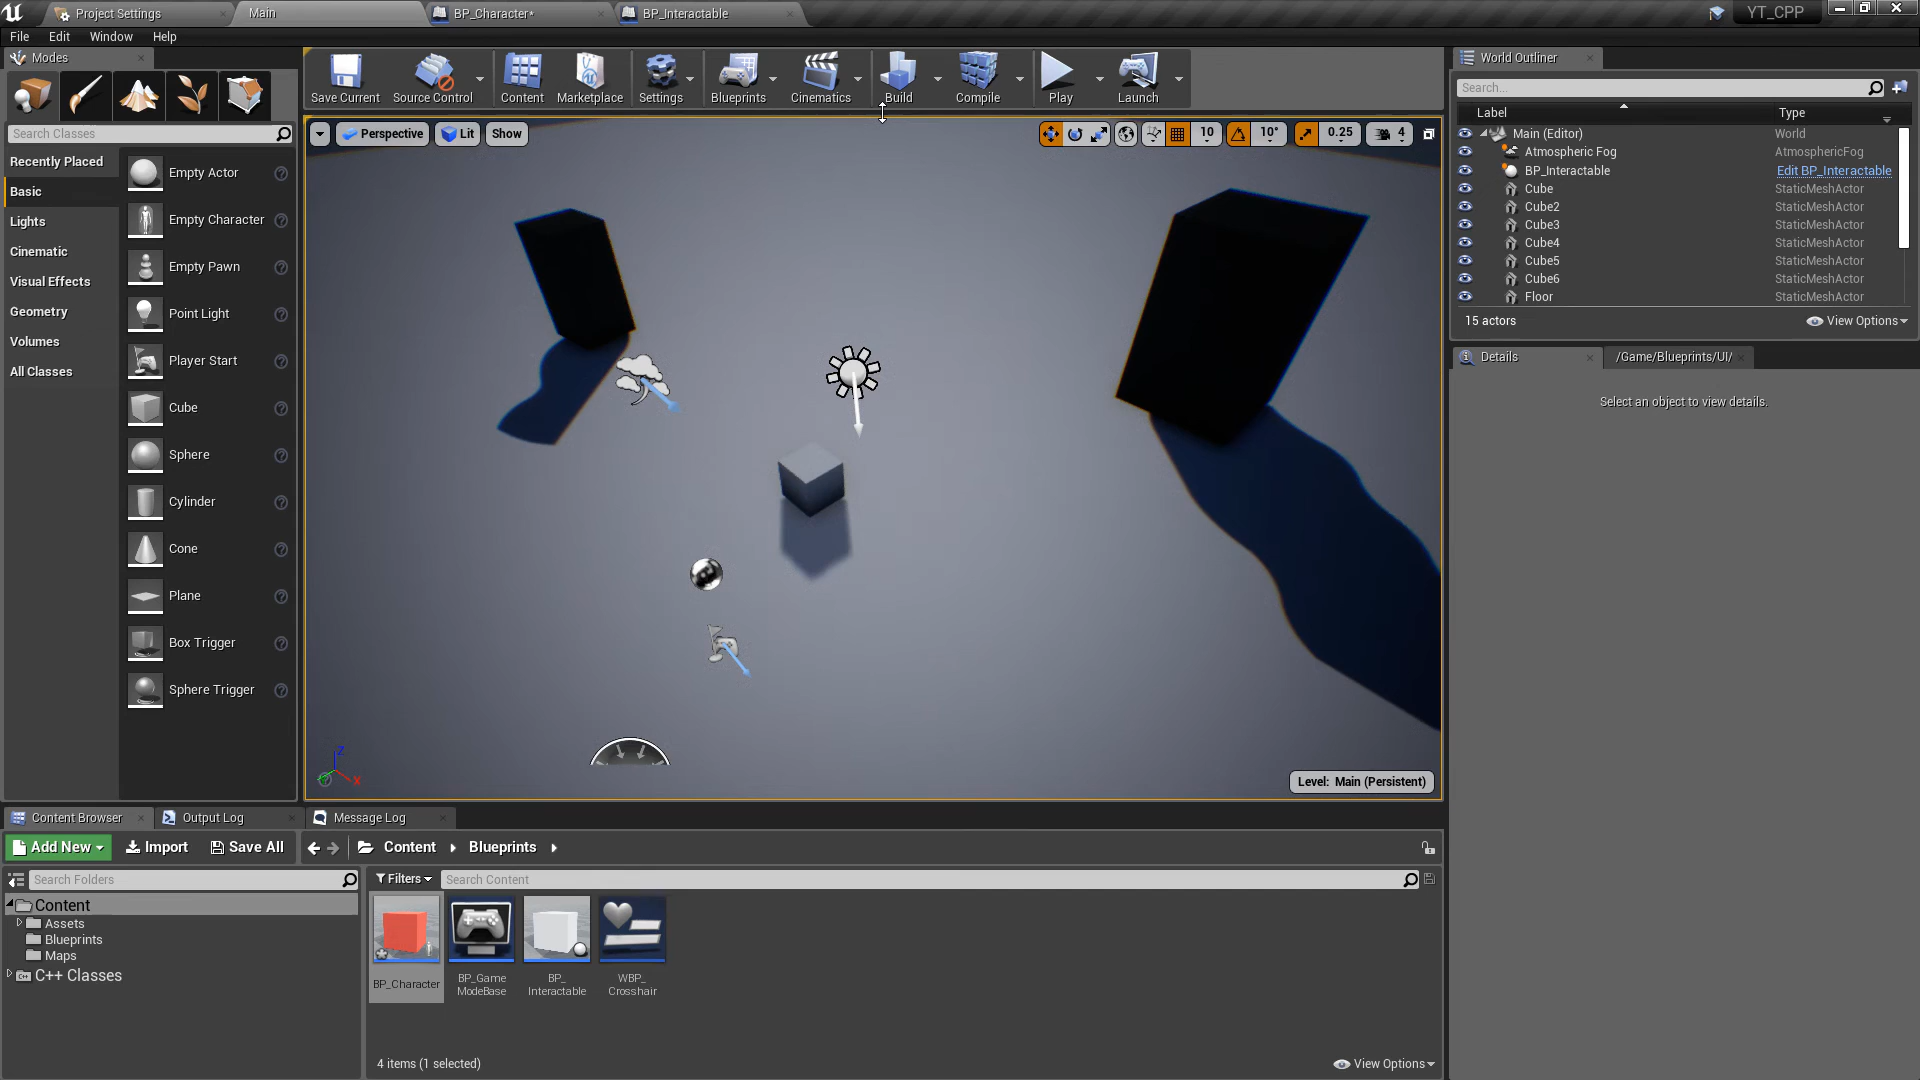 Project Settings
Main
BP_Character*
BP_Interactable
YT_CPP
File Edit Window Help
Modes
Save Current
Source Control
Content
Marketplace
Settings
Blueprints
Cinematics
Build
Compile
Play
Launch
Search Classes
Recently Placed
Basic
Lights
Cinematic
Visual Effects
Geometry
Volumes
All Classes
Empty Actor
Empty Character
Empty Pawn
Point Light
Player Start
Cube
Sphere
Cylinder
Cone
Plane
Box Trigger
Sphere Trigger
Perspective
Lit
Show
10
10°
0.25
4
Z
X
Level: Main (Persistent)
World Outliner
Search...
Label Type
Main (Editor) World
Atmospheric Fog AtmosphericFog
BP_Interactable Edit BP_Interactable
Cube StaticMeshActor
Cube2 StaticMeshActor
Cube3 StaticMeshActor
Cube4 StaticMeshActor
Cube5 StaticMeshActor
Cube6 StaticMeshActor
Floor StaticMeshActor
15 actors
View Options
Details
/Game/Blueprints/UI/
Select an object to view details.
Content Browser
Output Log
Message Log
Add New
Import
Save All
Content
Blueprints
Search Folders
Content
Assets
Blueprints
Maps
C++ Classes
Filters
Search Content
BP_Character
BP_Game
ModeBase
BP_
Interactable
WBP_
Crosshair
4 items (1 selected)
View Options